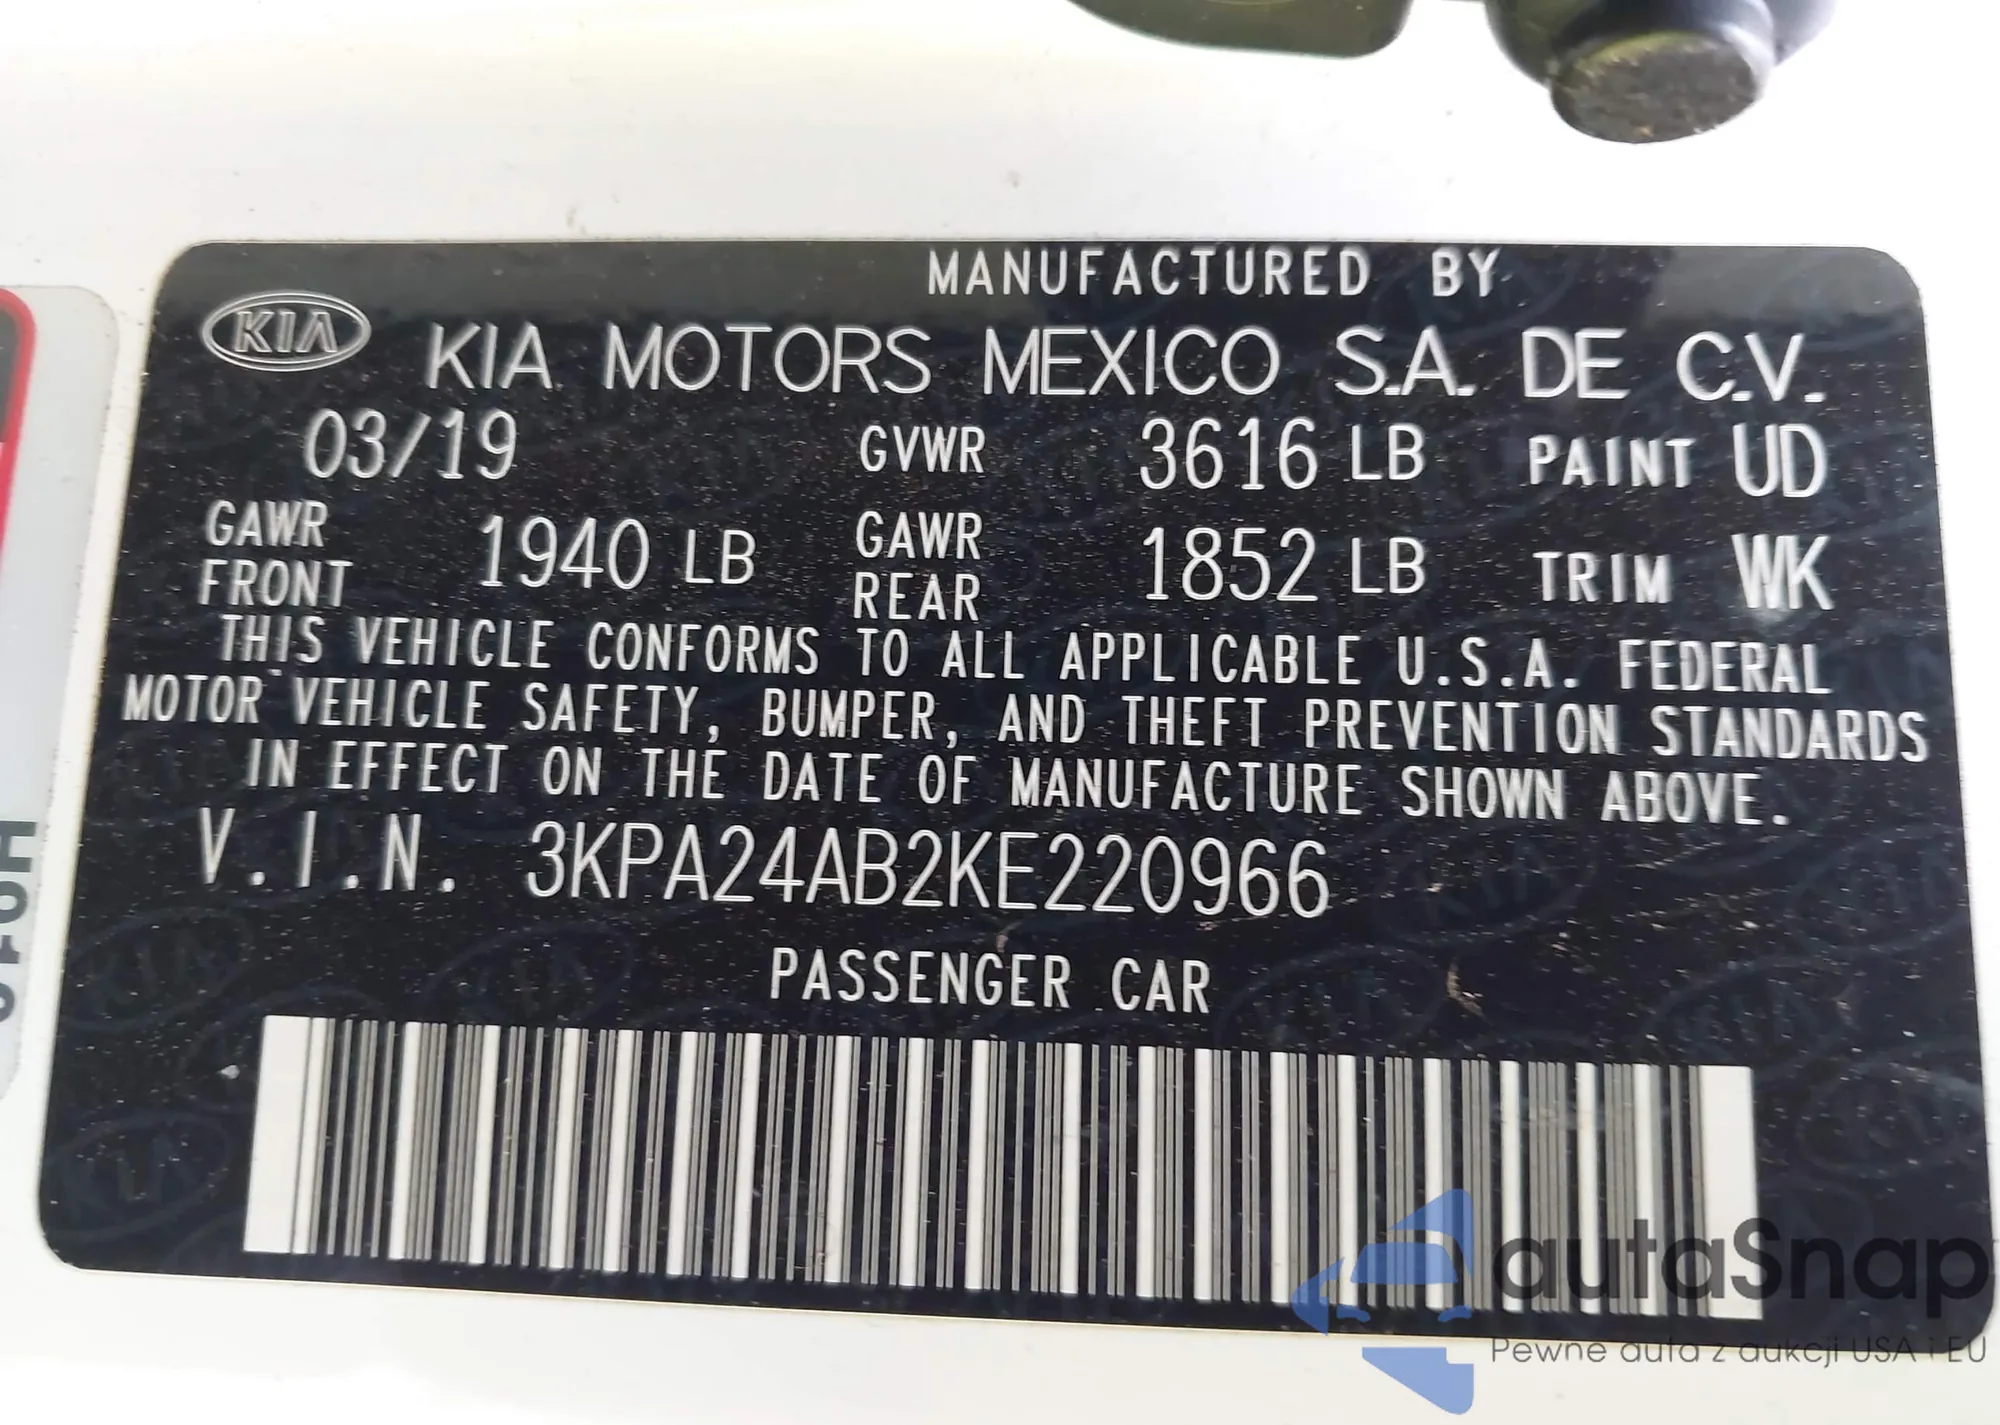 MANUFACTURED BY
KIA KIA MOTORS MEXICO S.A. DE C.V.
03/19 GVWR 3616 LB PAINT UD
GAWR FRONT 1940 LB GAWR REAR 1852 LB TRIM WK
THIS VEHICLE CONFORMS TO ALL APPLICABLE U.S.A. FEDERAL
MOTOR VEHICLE SAFETY, BUMPER, AND THEFT PREVENTION STANDARDS
IN EFFECT ON THE DATE OF MANUFACTURE SHOWN ABOVE.
V.I.N. 3KPA24AB2KE220966
PASSENGER CAR
autaSnap
Pewne auta z aukcji USA i EU